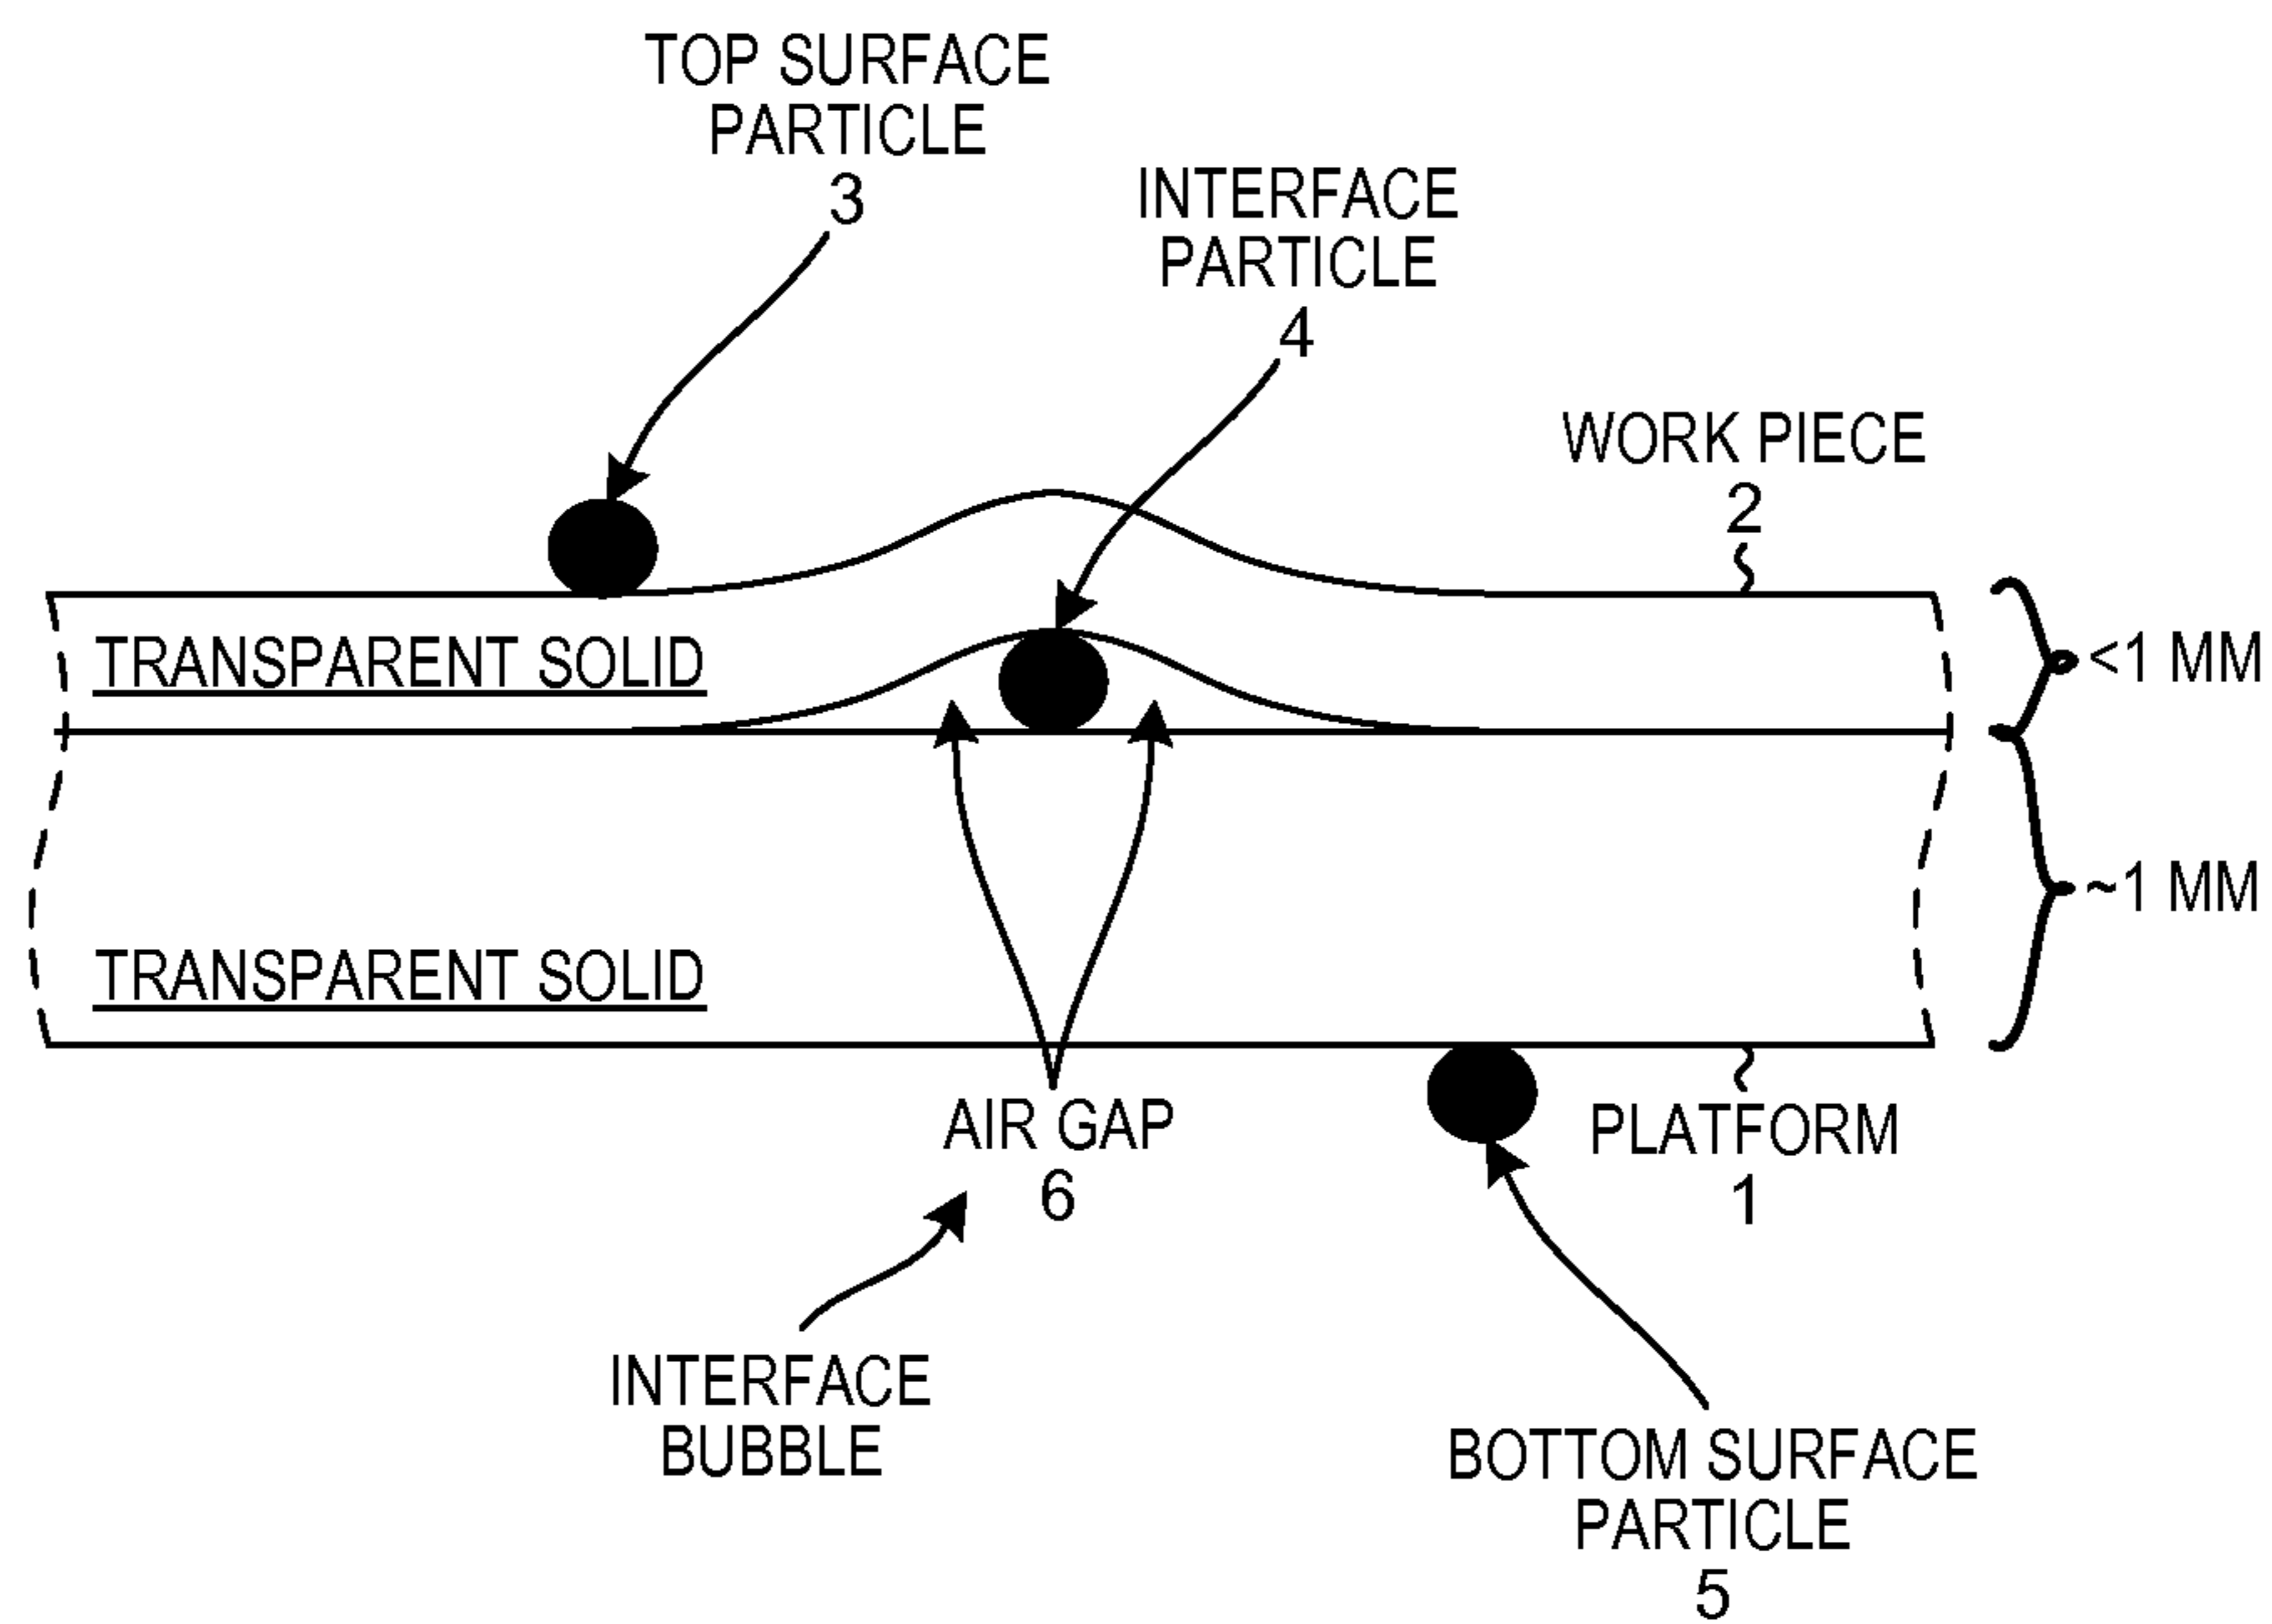 TOP SURFACE
PARTICLE
3
INTERFACE
PARTICLE
4
WORK PIECE
2
TRANSPARENT SOLID
<1 MM
~1 MM
TRANSPARENT SOLID
AIR GAP
6
PLATFORM
1
INTERFACE
BUBBLE
BOTTOM SURFACE
PARTICLE
5